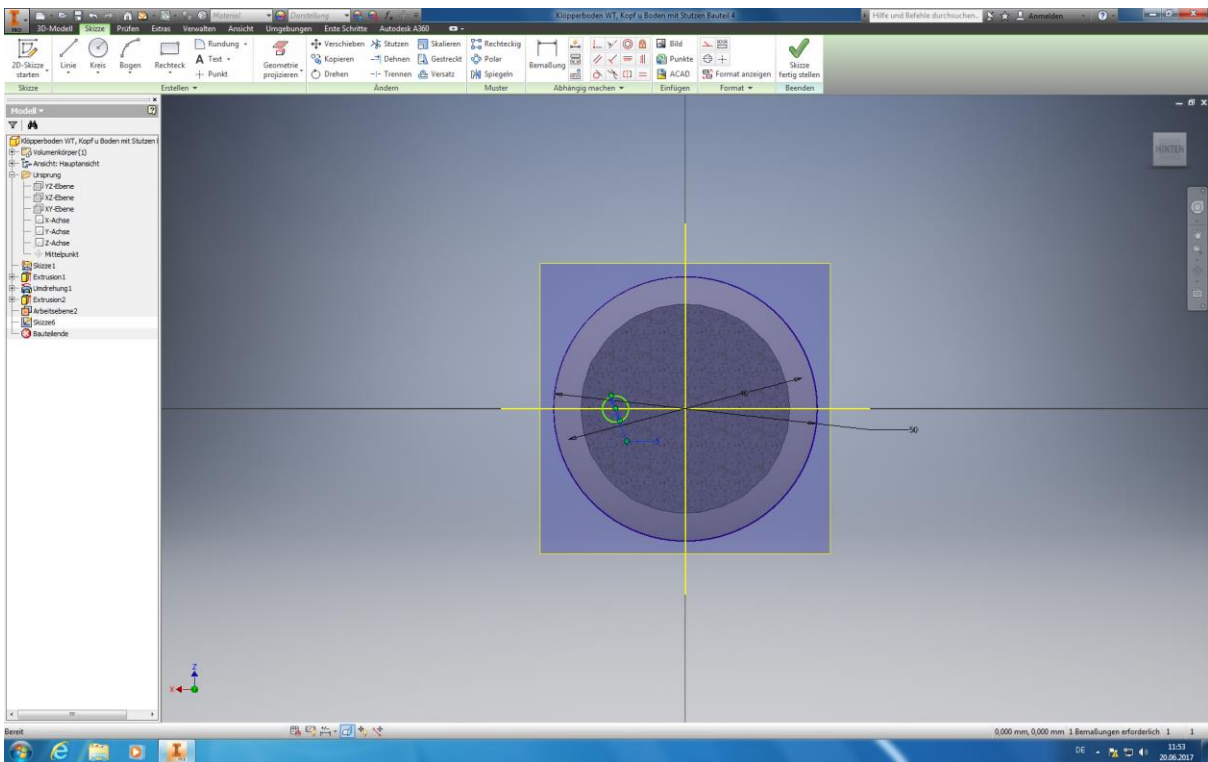 PRO
Material
Darstellung
Klöpperboden WT, Kopf u Boden mit Stutzen Bauteil 4
Hilfe und Befehle durchsuchen...
Anmelden
3D-Modell Skizze Prüfen Extras Verwalten Ansicht Umgebungen Erste Schritte Autodesk A360
2D-Skizze starten
Linie
Kreis
Bogen
Rechteck
Rundung
Text
Punkt
Geometrie projizieren
Verschieben Stutzen Skalieren
Kopieren Dehnen Gestreckt
Drehen Trennen Versatz
Rechteckig
Polar
Spiegeln
Bemaßung
Bild
Punkte
ACAD
Format anzeigen
Skizze fertig stellen
Skizze Erstellen Ändern Muster Abhängig machen Einfügen Format Beenden
Modell
Klöpperboden WT, Kopf u Boden mit Stutzen
Volumenkörper(1)
Ansicht: Hauptansicht
Ursprung
YZ-Ebene
XZ-Ebene
XY-Ebene
X-Achse
Y-Achse
Z-Achse
Mittelpunkt
Skizze1
Extrusion1
Umdrehung1
Extrusion2
Arbeitsebene2
Skizze6
Bauteilende
HINTEN
46
50
Z
X
Bereit
0,000 mm, 0,000 mm 1 Bemaßungen erforderlich 1 1
DE
11:53
20.06.2017